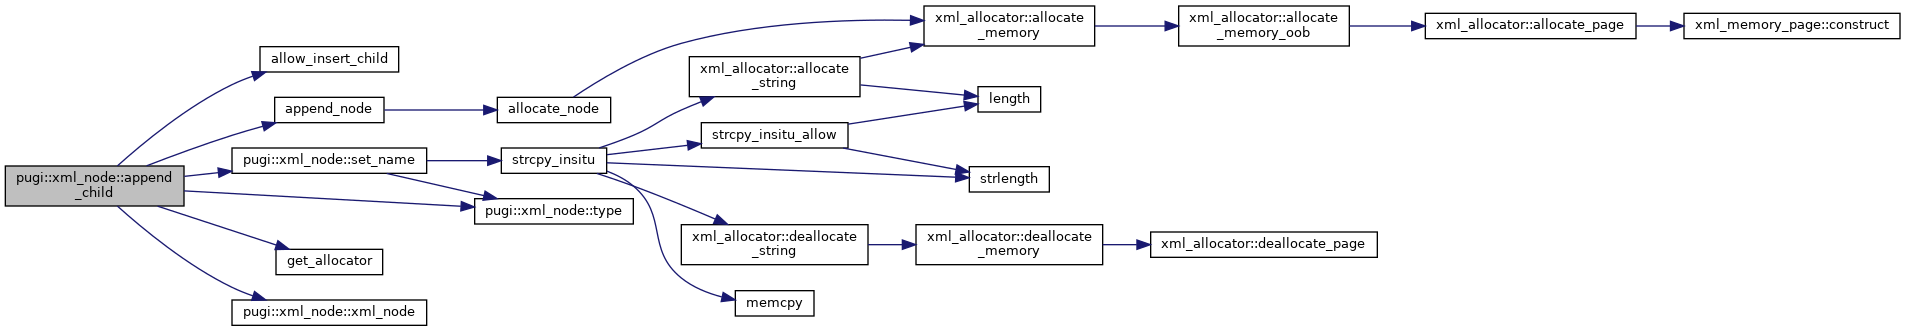 pugi::xml_node::append
_child
allow_insert_child
append_node
pugi::xml_node::set_name
get_allocator
pugi::xml_node::xml_node
allocate_node
strcpy_insitu
pugi::xml_node::type
xml_allocator::allocate
_string
strcpy_insitu_allow
xml_allocator::deallocate
_string
memcpy
xml_allocator::allocate
_memory
length
strlength
xml_allocator::deallocate
_memory
xml_allocator::allocate
_memory_oob
xml_allocator::deallocate_page
xml_allocator::allocate_page
xml_memory_page::construct